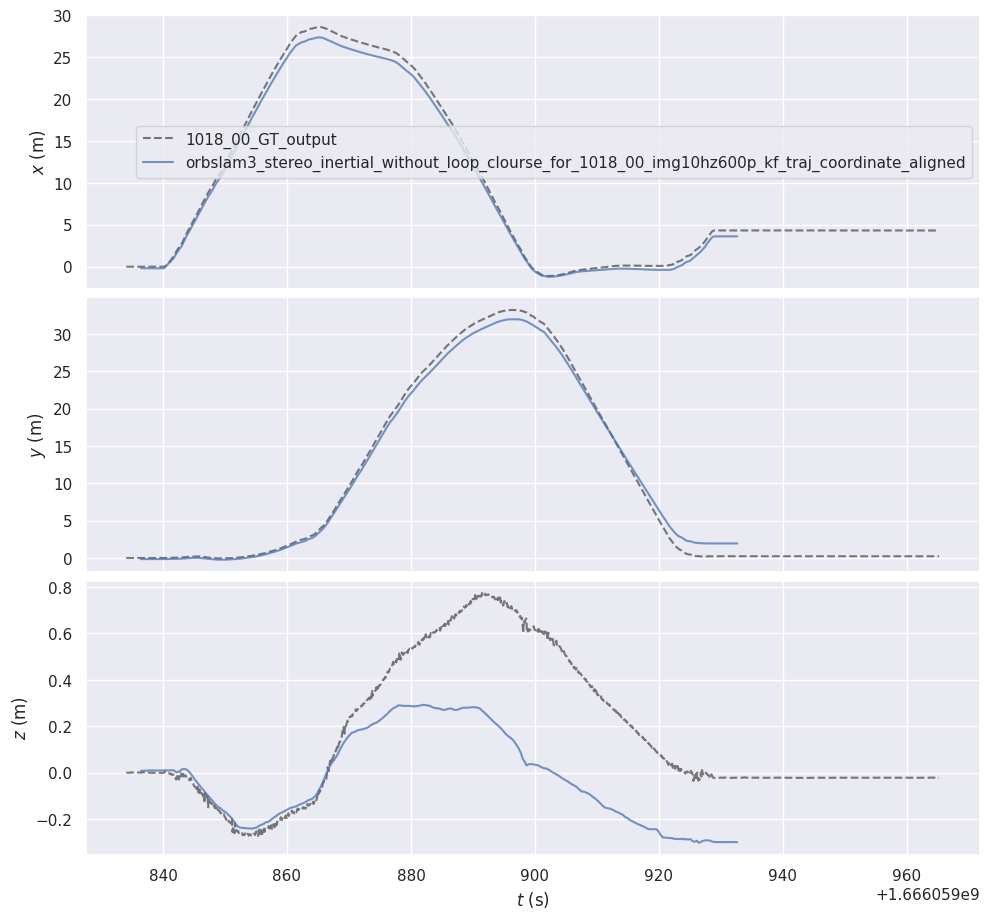 30
25
20
15
10
5
0
x (m)
1018_00_GT_output
orbslam3_stereo_inertial_without_loop_clourse_for_1018_00_img10hz600p_kf_traj_coordinate_aligned
30
25
20
15
10
5
0
y (m)
0.8
0.6
0.4
0.2
0.0
−0.2
z (m)
840 860 880 900 920 940 960
t (s)
+1.666059e9